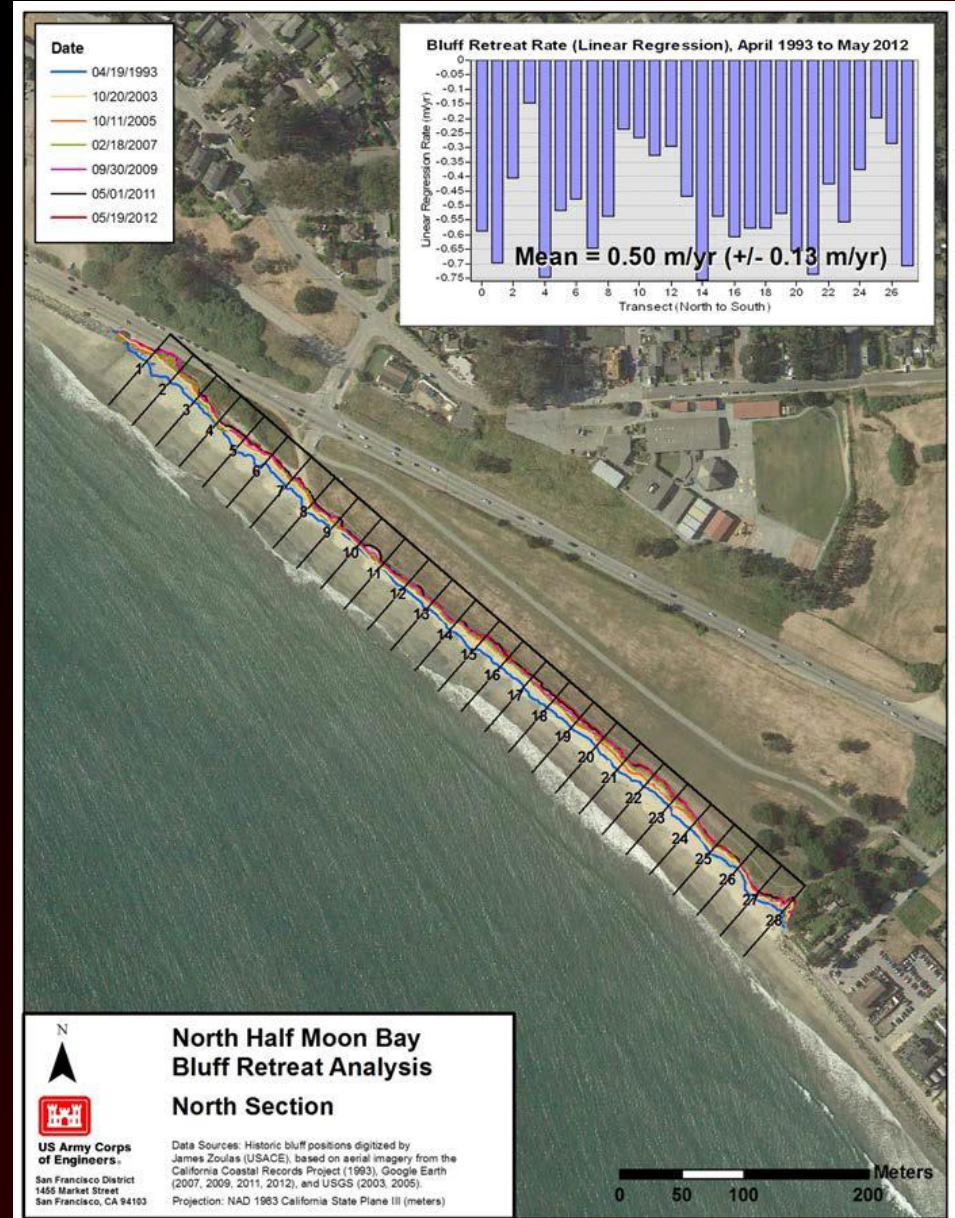 Date
04/19/1993
10/20/2003
10/11/2005
02/18/2007
09/30/2009
05/01/2011
05/19/2012
Bluff Retreat Rate (Linear Regression), April 1993 to May 2012
Linear Regression Rate (m/yr)
0
-0.05
-0.1
-0.15
-0.2
-0.25
-0.3
-0.35
-0.4
-0.45
-0.5
-0.55
-0.6
-0.65
-0.7
-0.75
Mean = 0.50 m/yr (+/- 0.13 m/yr)
0 2 4 6 8 10 12 14 16 18 20 22 24 26
Transect (North to South)
1
2
3
4
5
6
7
8
9
10
11
12
13
14
15
16
17
18
19
20
21
22
23
24
25
26
27
28
N
US Army Corps
of Engineers®
San Francisco District
1455 Market Street
San Francisco, CA 94103
North Half Moon Bay
Bluff Retreat Analysis
North Section
Data Sources: Historic bluff positions digitized by
James Zoulas (USACE), based on aerial imagery from the
California Coastal Records Project (1993), Google Earth
(2007, 2009, 2011, 2012), and USGS (2003, 2005).
Projection: NAD 1983 California State Plane III (meters)
Meters
0 50 100 200